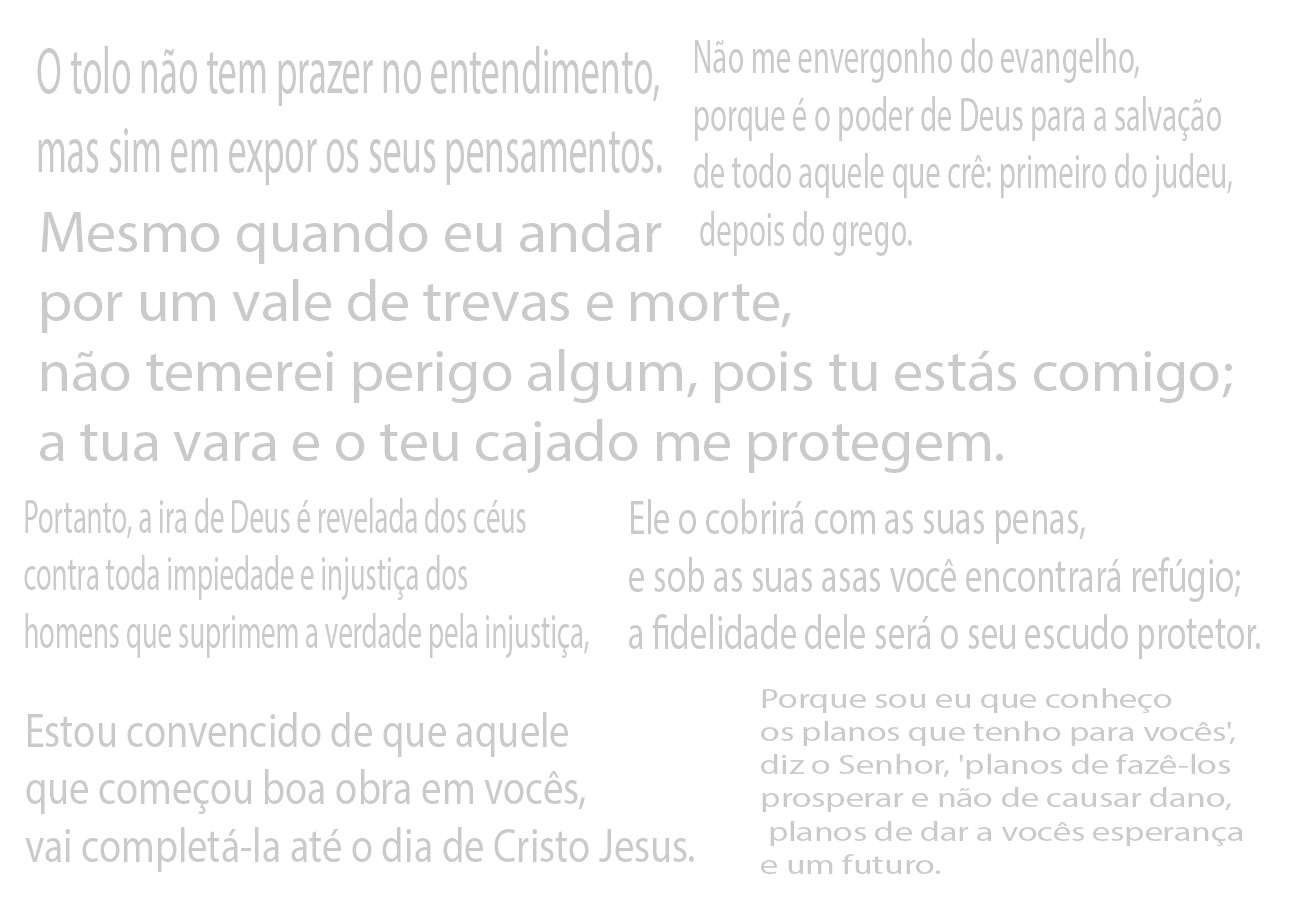 O tolo não tem prazer no entendimento,
mas sim em expor os seus pensamentos.
Não me envergonho do evangelho,
porque é o poder de Deus para a salvação
de todo aquele que crê: primeiro do judeu,
depois do grego.
Mesmo quando eu andar
por um vale de trevas e morte,
não temerei perigo algum, pois tu estás comigo;
a tua vara e o teu cajado me protegem.
Portanto, a ira de Deus é revelada dos céus
contra toda impiedade e injustiça dos
homens que suprimem a verdade pela injustiça,
Ele o cobrirá com as suas penas,
e sob as suas asas você encontrará refúgio;
a fidelidade dele será o seu escudo protetor.
Estou convencido de que aquele
que começou boa obra em vocês,
vai completá-la até o dia de Cristo Jesus.
Porque sou eu que conheço
os planos que tenho para vocês',
diz o Senhor, 'planos de fazê-los
prosperar e não de causar dano,
planos de dar a vocês esperança
e um futuro.